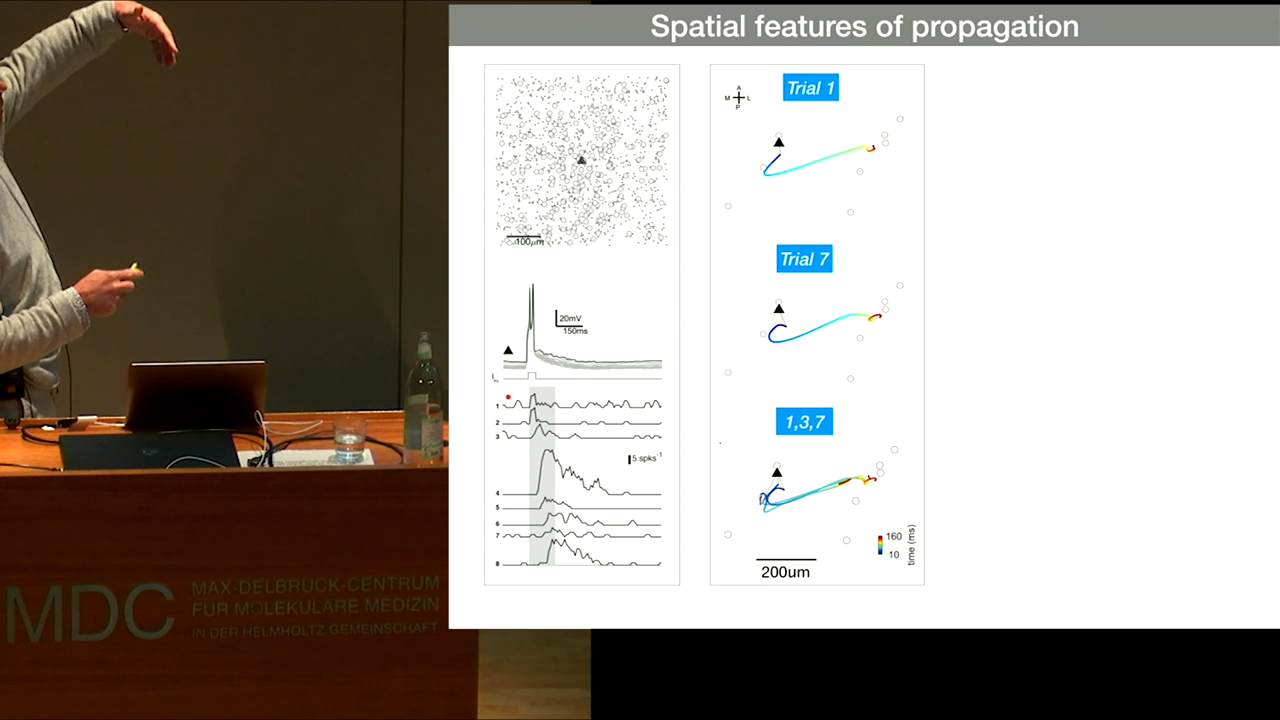 Spatial features of propagation
100µm
20mV
150ms
1
2
3
5 spks-1
4
5
6
7
8
Trial 1
A
M L
P
Trial 7
1,3,7
160
10
time (ms)
200um
MDC
MAX-DELBRÜCK-CENTRUM
FÜR MOLEKULARE MEDIZIN
IN DER HELMHOLTZ-GEMEINSCHAFT